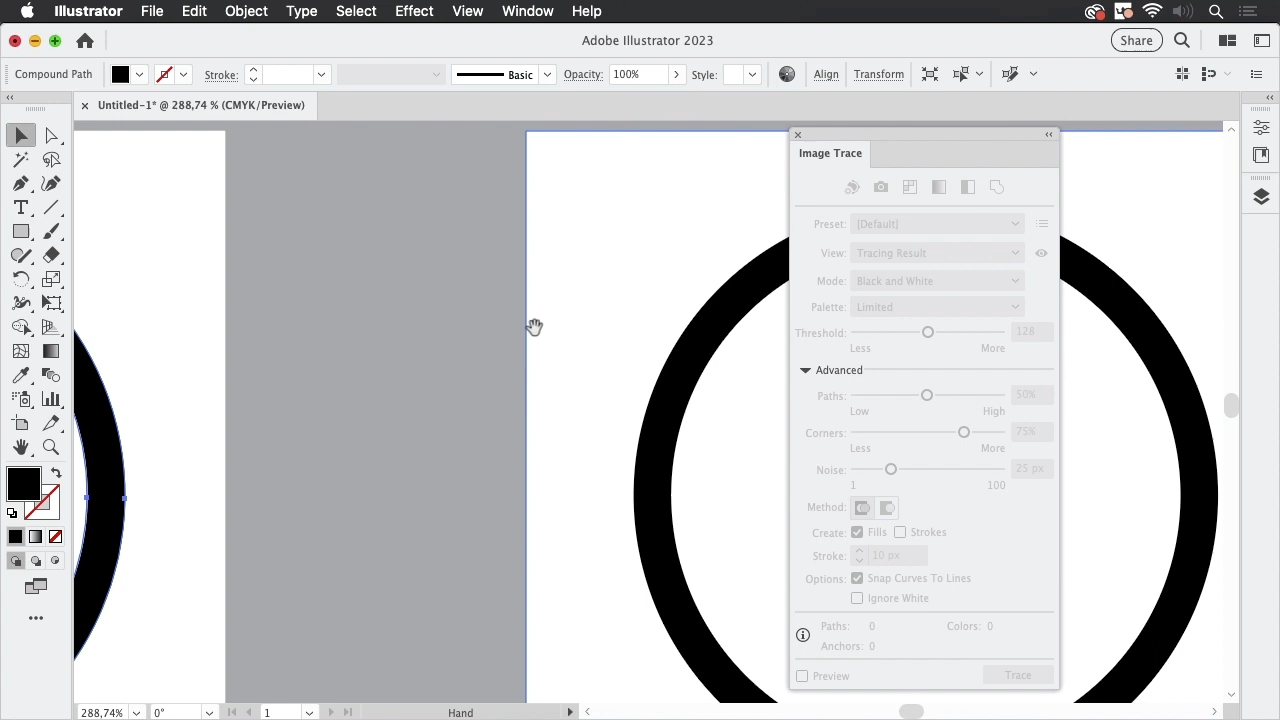 Illustrator File Edit Object Type Select Effect View Window Help
Adobe Illustrator 2023
Share
Compound Path
Stroke:
Basic
Opacity: 100%
Style:
Align
Transform
Untitled-1* @ 288,74 % (CMYK/Preview)
Image Trace
Preset: [Default]
View: Tracing Result
Mode: Black and White
Palette: Limited
Threshold: 128
Less More
Advanced
Paths: 50%
Low High
Corners: 75%
Less More
Noise: 25 px
1 100
Method:
Create: Fills Strokes
Stroke: 10 px
Options: Snap Curves To Lines
Ignore White
Paths: 0 Colors: 0
Anchors: 0
Preview Trace
288,74% 0° 1 Hand